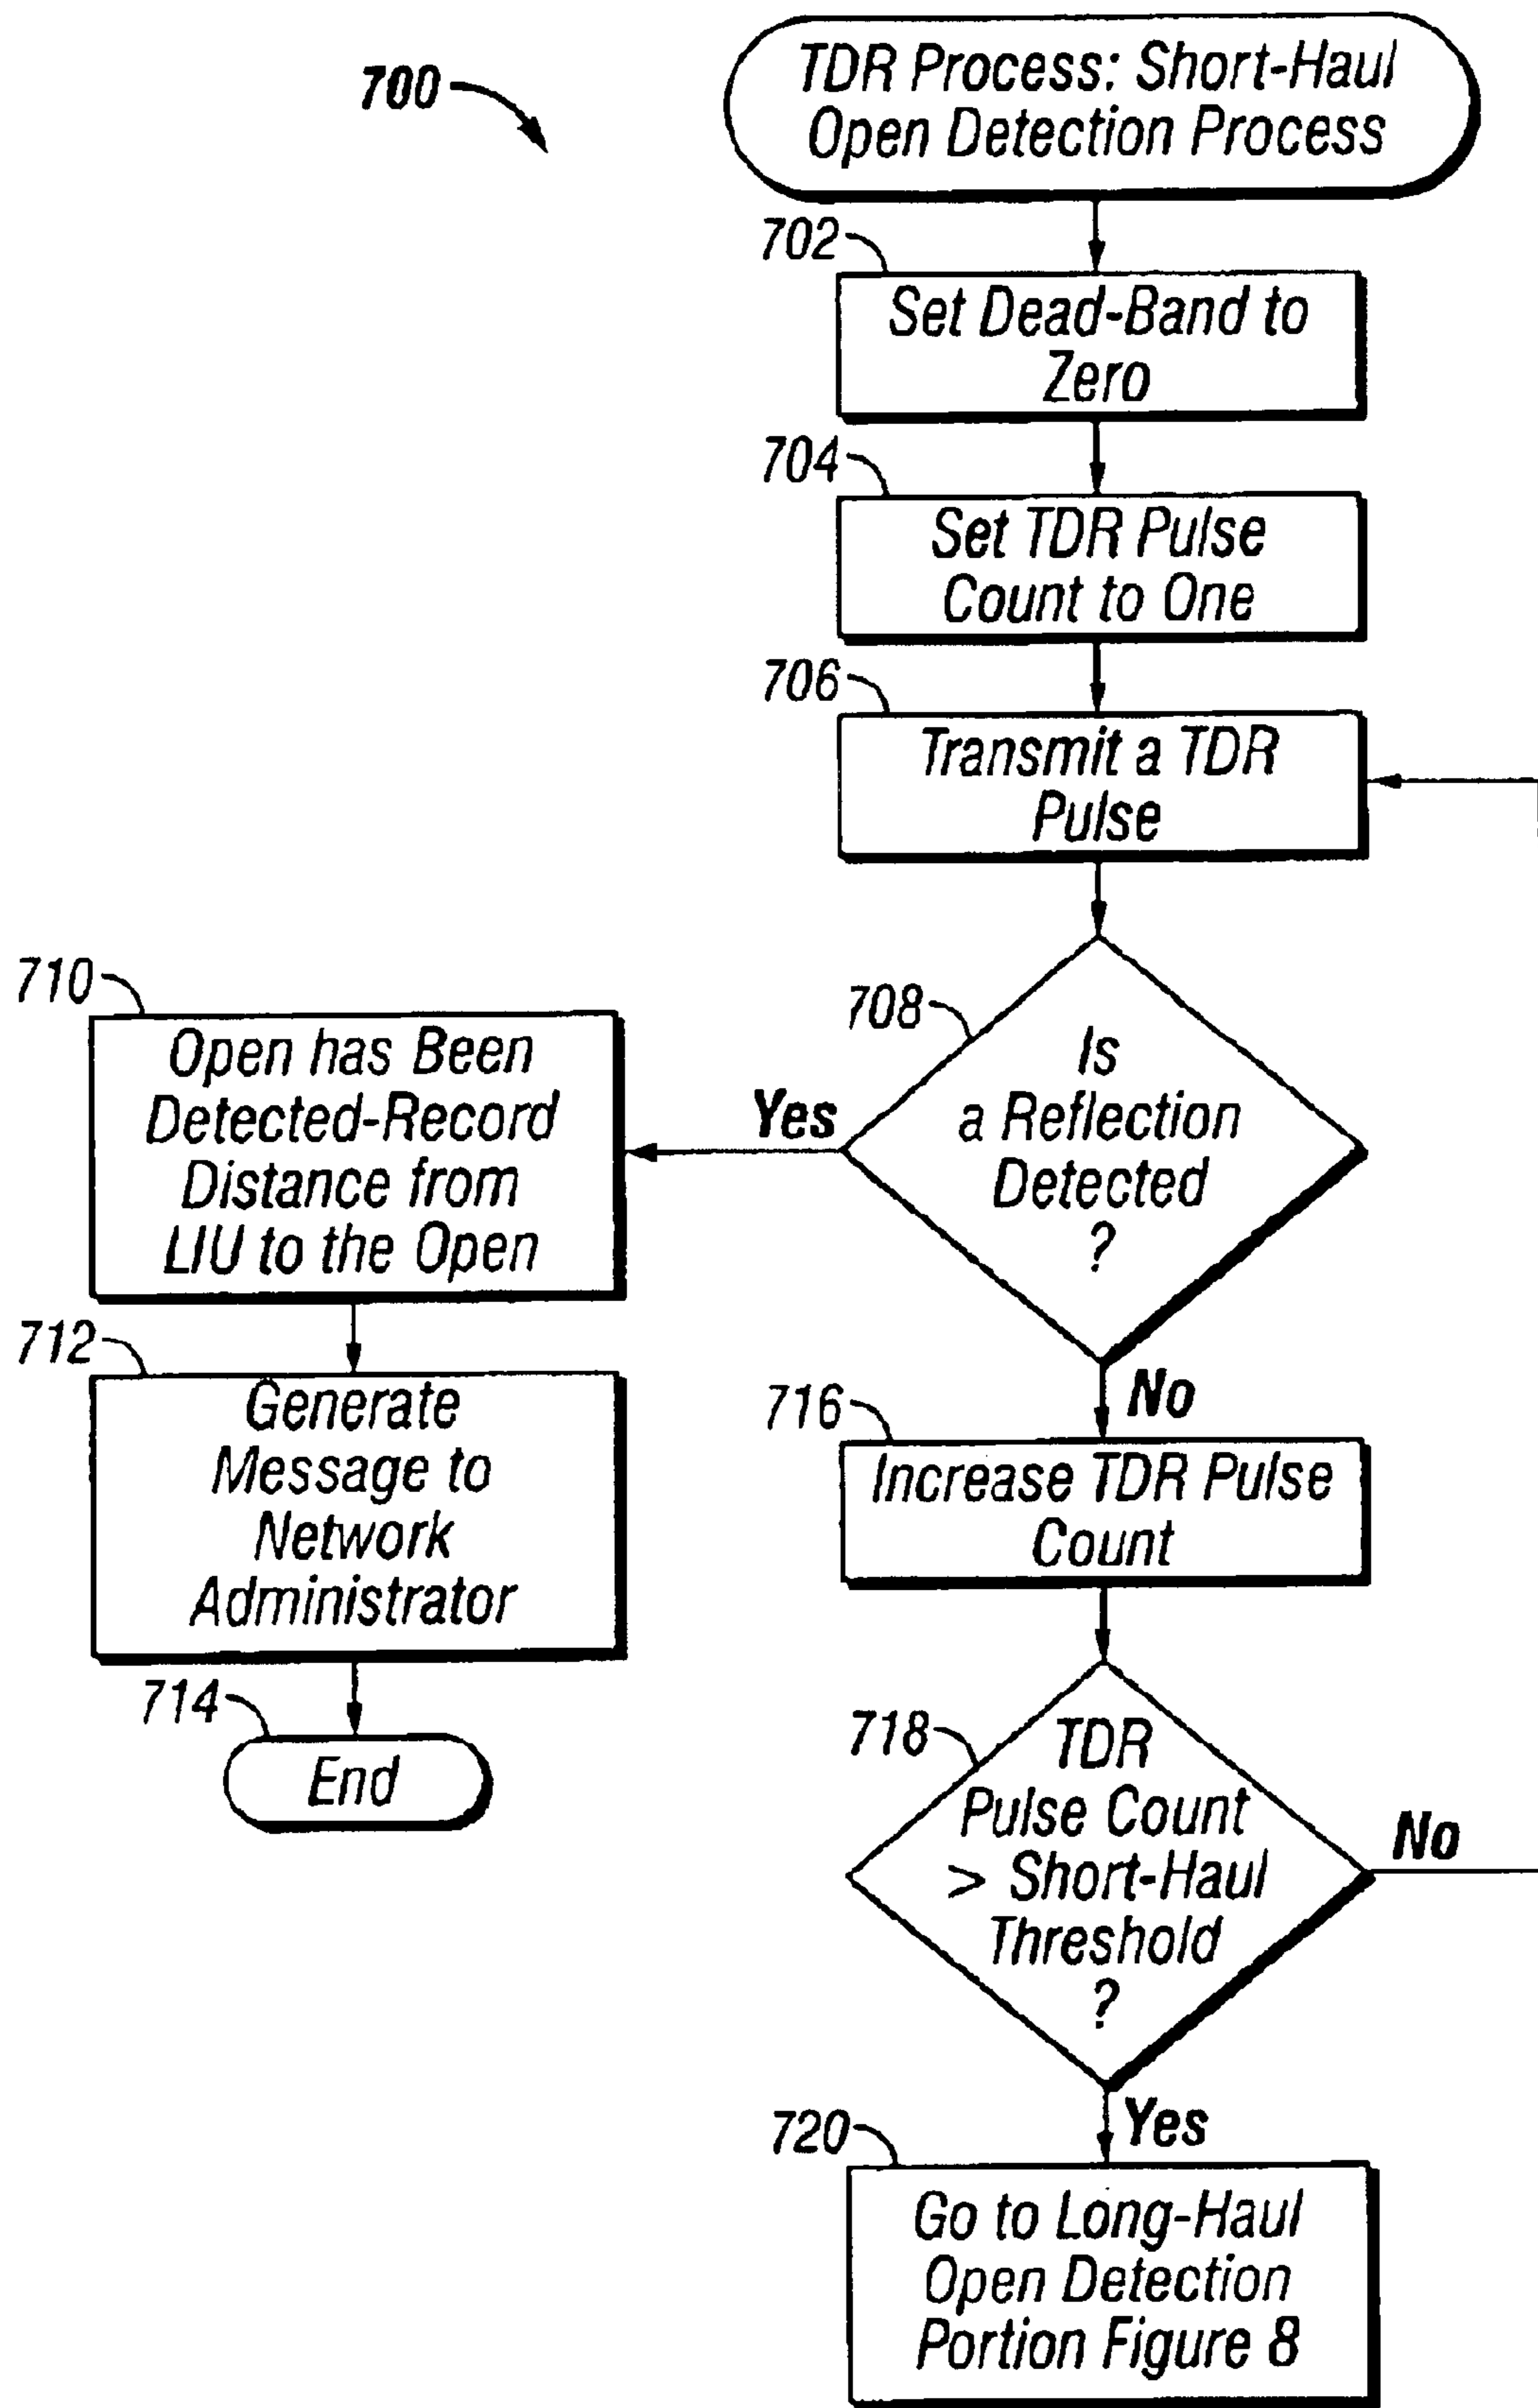 700
TDR Process: Short-Haul
Open Detection Process
702
Set Dead-Band to
Zero
704
Set TDR Pulse
Count to One
706
Transmit a TDR
Pulse
708
Is
a Reflection
Detected
?
Yes
710
Open has Been
Detected-Record
Distance from
LIU to the Open
712
Generate
Message to
Network
Administrator
714
End
No
716
Increase TDR Pulse
Count
718
TDR
Pulse Count
> Short-Haul
Threshold
?
No
Yes
720
Go to Long-Haul
Open Detection
Portion Figure 8